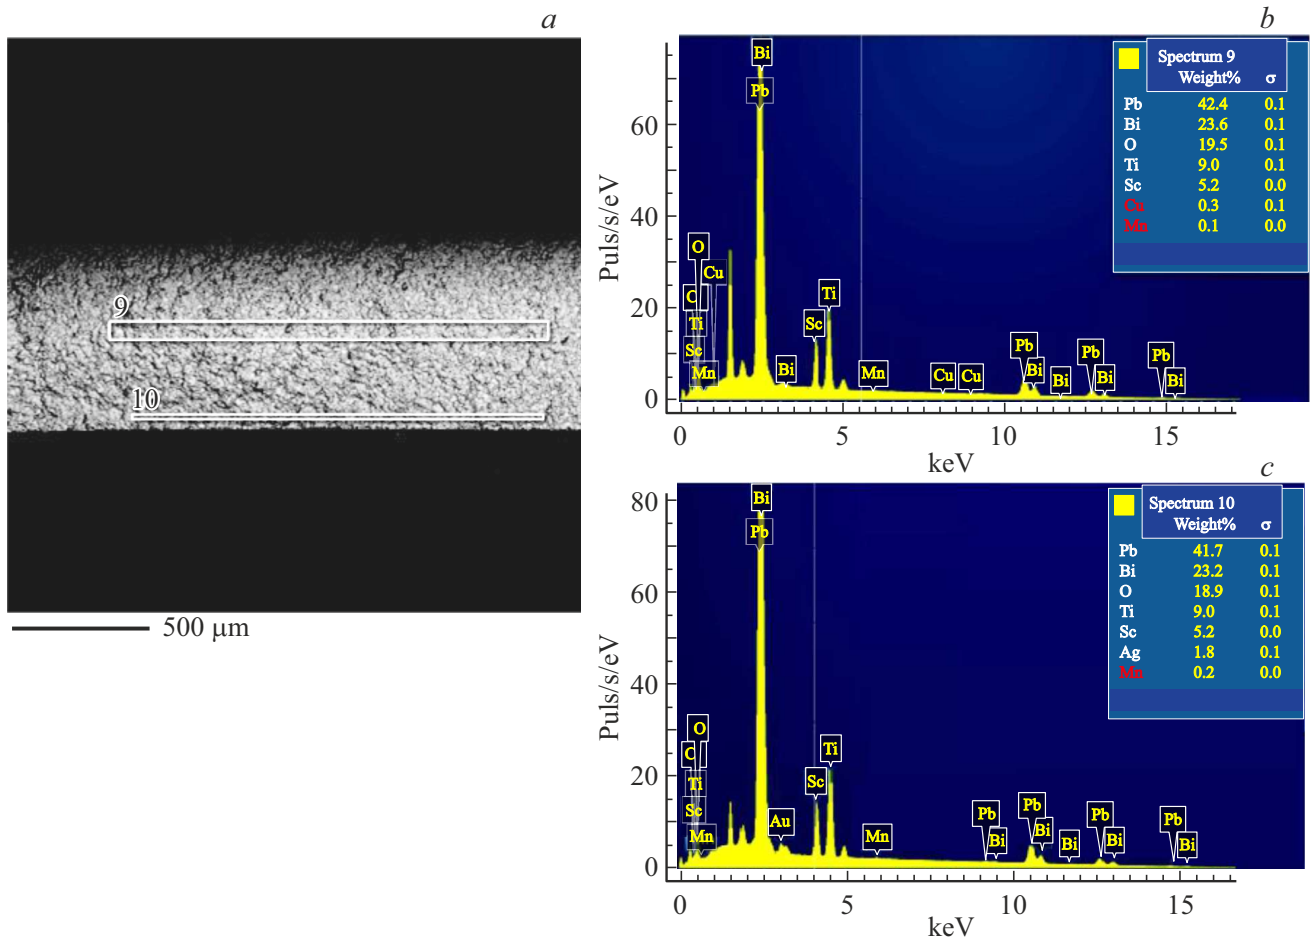 a
9
10
500 µm
b
Puls/s/eV
60
40
20
0
0 5 10 15
keV
Bi
Pb
O
Cu
C
Ti
Sc
Mn
Bi
Sc
Ti
Mn
Cu
Cu
Pb
Bi
Bi
Pb
Bi
Pb
Bi
Spectrum 9
Weight% σ
Pb 42.4 0.1
Bi 23.6 0.1
O 19.5 0.1
Ti 9.0 0.1
Sc 5.2 0.0
Cu 0.3 0.1
Mn 0.1 0.0
c
Puls/s/eV
80
60
40
20
0
0 5 10 15
keV
Bi
Pb
O
C
Ti
Sc
Mn
Au
Sc
Ti
Mn
Pb
Bi
Pb
Bi
Bi
Pb
Bi
Pb
Bi
Spectrum 10
Weight% σ
Pb 41.7 0.1
Bi 23.2 0.1
O 18.9 0.1
Ti 9.0 0.1
Sc 5.2 0.0
Ag 1.8 0.1
Mn 0.2 0.0